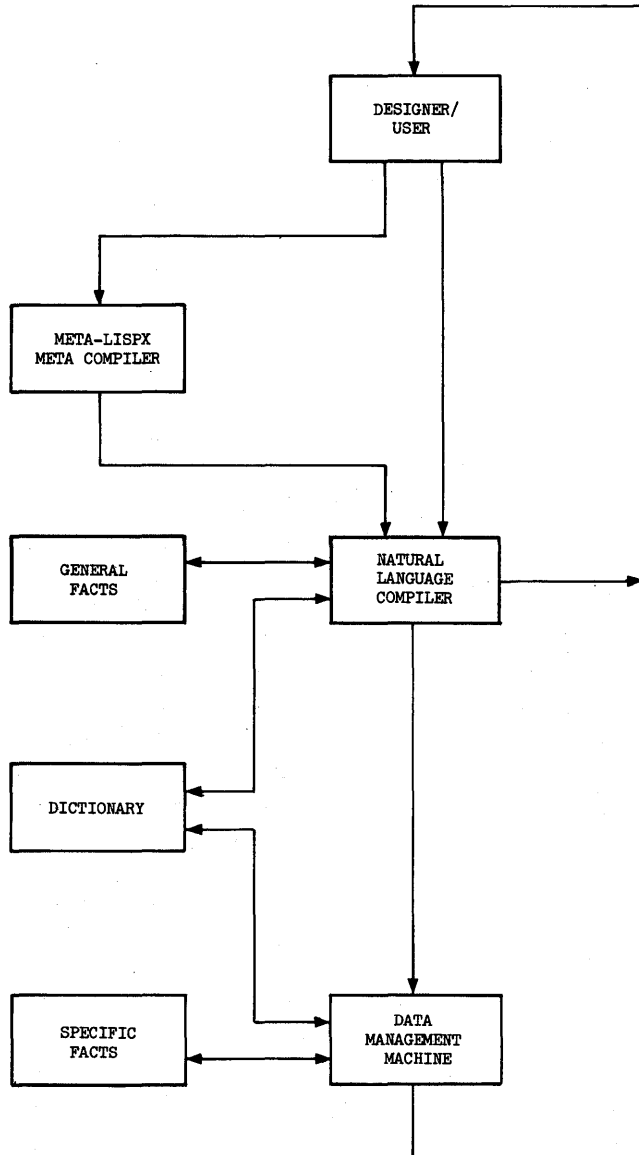 DESIGNER/
USER
META-LISPX
META COMPILER
GENERAL
FACTS
NATURAL
LANGUAGE
COMPILER
DICTIONARY
SPECIFIC
FACTS
DATA
MANAGEMENT
MACHINE